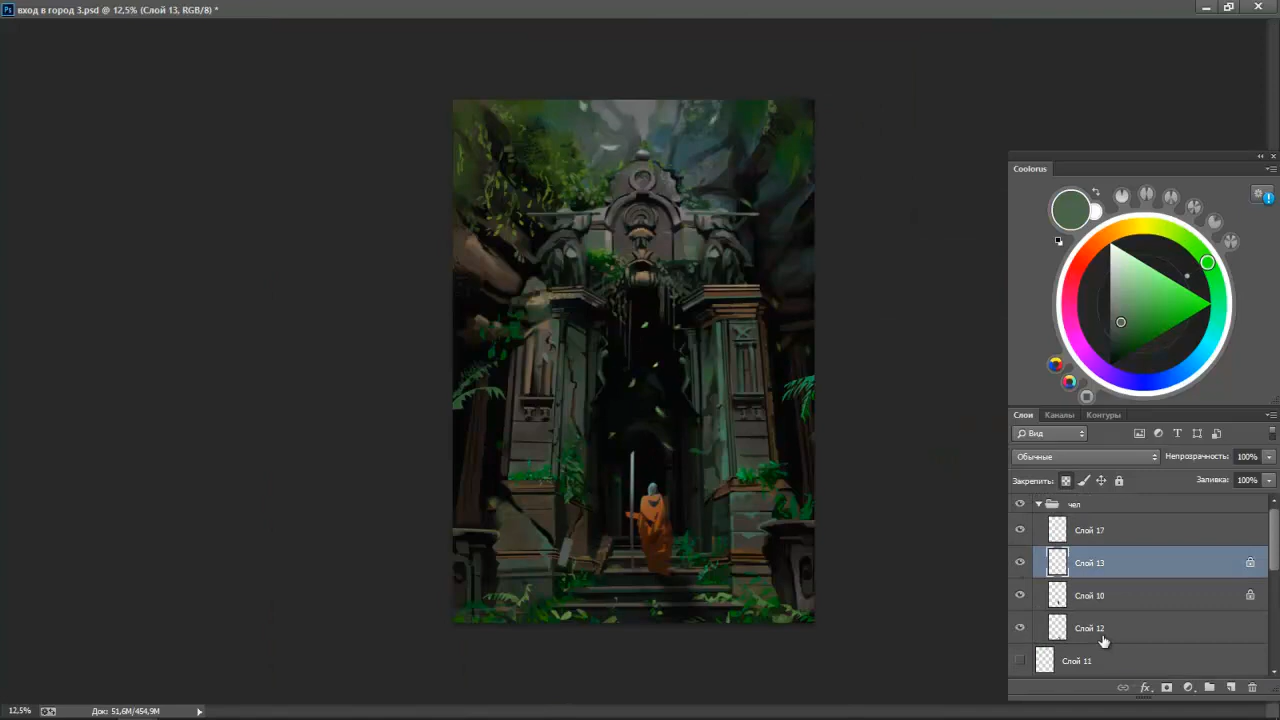 Ps вход в город 3.psd @ 12,5% (Слой 13, RGB/8) *
Coolorus
Слои Каналы Контуры
Вид
Обычные Непрозрачность: 100%
Закрепить: Заливка: 100%
чел
Слой 17
Слой 13
Слой 10
Слой 12
Слой 11
fx
12,5% Док: 51,6M/454,9M